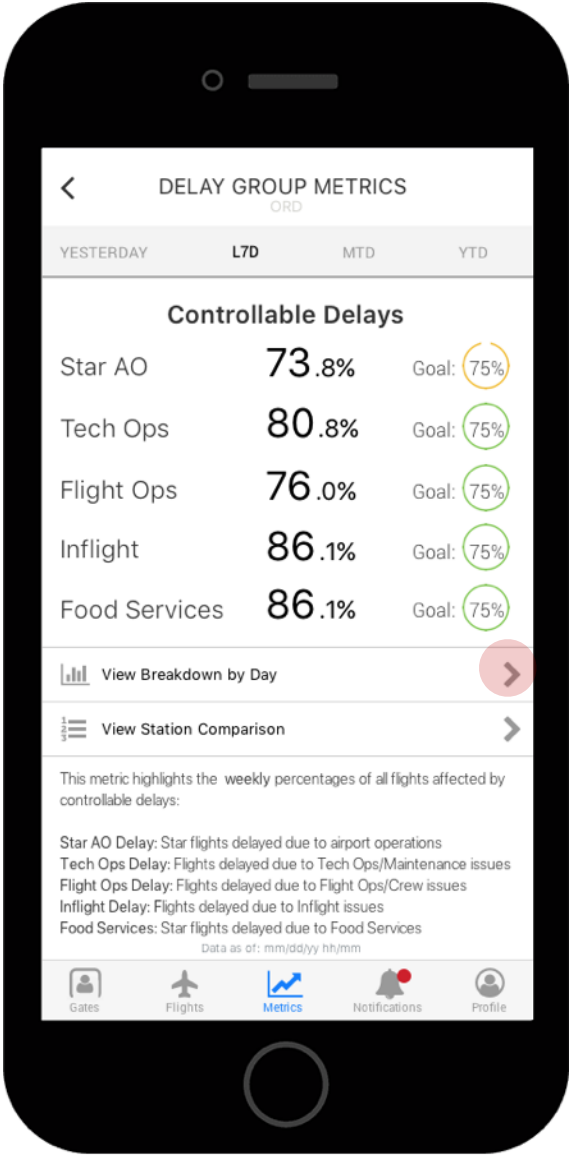 DELAY GROUP METRICS
ORD
YESTERDAY L7D MTD YTD
Controllable Delays
Star AO 73.8% Goal: 75%
Tech Ops 80.8% Goal: 75%
Flight Ops 76.0% Goal: 75%
Inflight 86.1% Goal: 75%
Food Services 86.1% Goal: 75%
View Breakdown by Day
1 2 3 View Station Comparison
This metric highlights the weekly percentages of all flights affected by
controllable delays:
Star AO Delay: Star flights delayed due to airport operations
Tech Ops Delay: Flights delayed due to Tech Ops/Maintenance issues
Flight Ops Delay: Flights delayed due to Flight Ops/Crew issues
Inflight Delay: Flights delayed due to Inflight issues
Food Services: Star flights delayed due to Food Services
Data as of: mm/dd/yy hh/mm
Gates Flights Metrics Notifications Profile